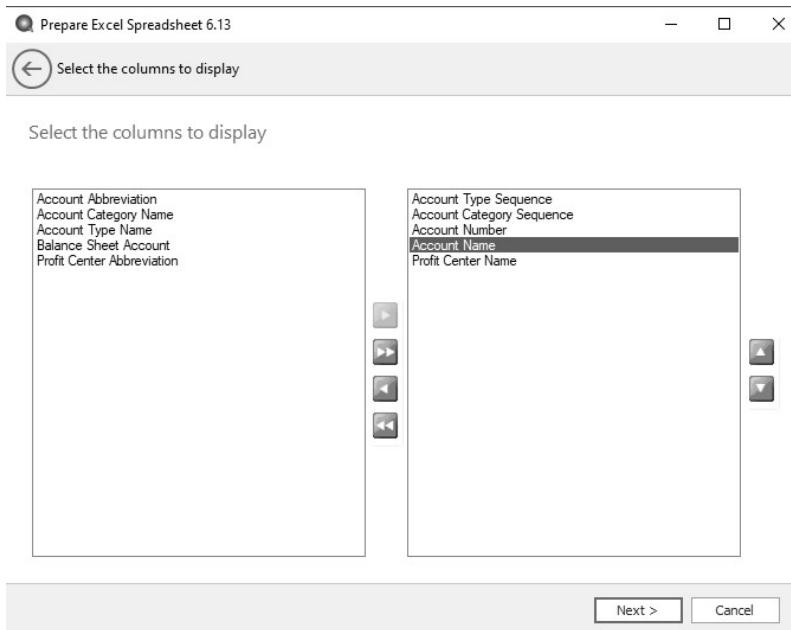 Prepare Excel Spreadsheet 6.13
Select the columns to display
Select the columns to display
Account Abbreviation
Account Category Name
Account Type Name
Balance Sheet Account
Profit Center Abbreviation
Account Type Sequence
Account Category Sequence
Account Number
Account Name
Profit Center Name
Next >
Cancel